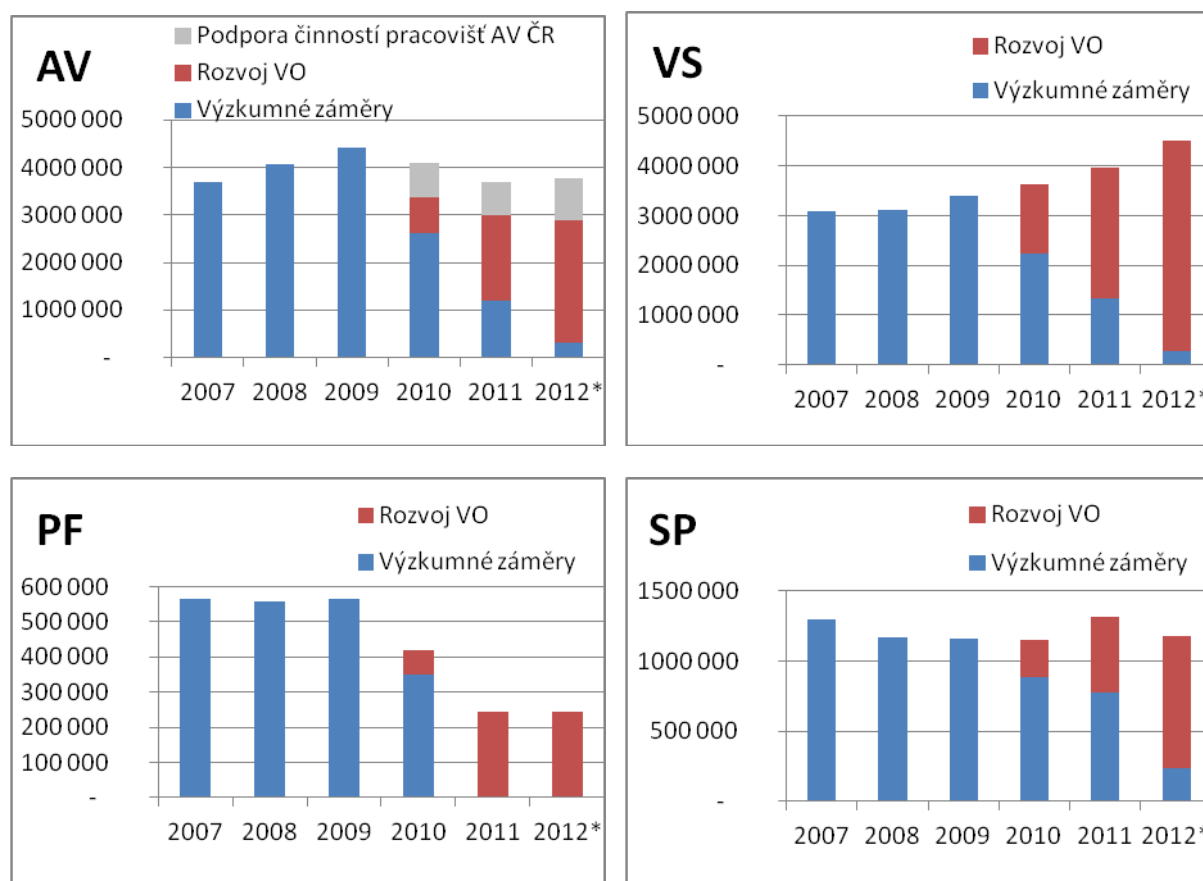 AV
Podpora činností pracovišť AV ČR
Rozvoj VO
Výzkumné záměry
5000 000
4000 000
3000 000
2000 000
1000 000
-
2007 2008 2009 2010 2011 2012*
VS
Rozvoj VO
Výzkumné záměry
5000 000
4000 000
3000 000
2000 000
1000 000
-
2007 2008 2009 2010 2011 2012*
PF
Rozvoj VO
Výzkumné záměry
600 000
500 000
400 000
300 000
200 000
100 000
-
2007 2008 2009 2010 2011 2012*
SP
Rozvoj VO
Výzkumné záměry
1500 000
1000 000
500 000
-
2007 2008 2009 2010 2011 2012*